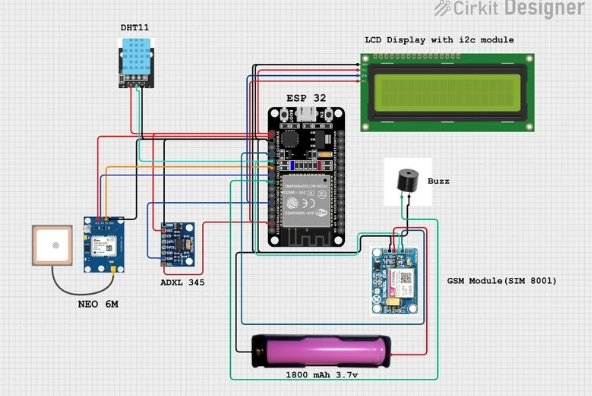 Cirkit Designer
DHT11
LCD Display with i2c module
ESP 32
Buzz
ADXL 345
NEO 6M
GSM Module(SIM 8001)
1800 mAh 3.7v